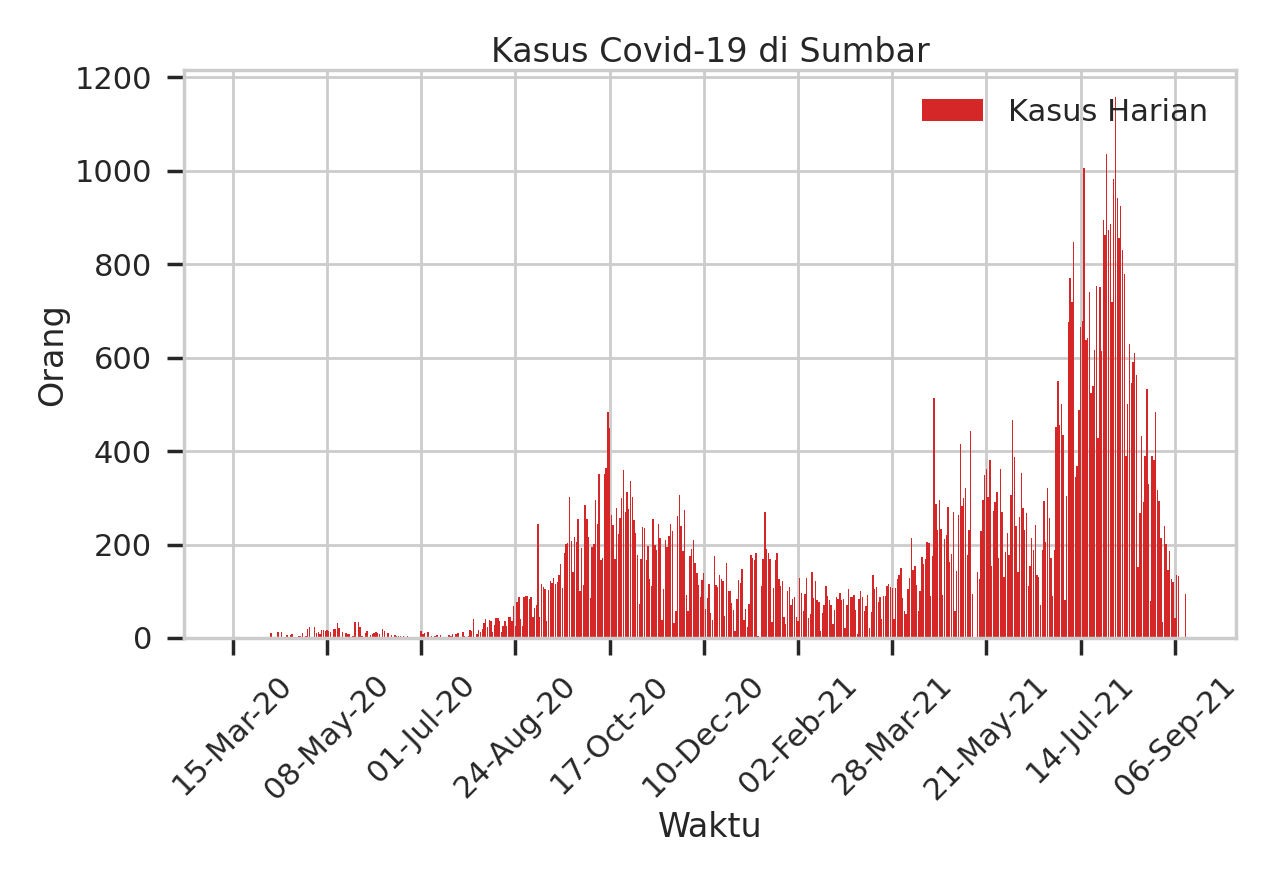 Kasus Covid-19 di Sumbar
Kasus Harian
1200
1000
800
600
400
200
0
Orang
15-Mar-20
08-May-20
01-Jul-20
24-Aug-20
17-Oct-20
10-Dec-20
02-Feb-21
28-Mar-21
21-May-21
14-Jul-21
06-Sep-21
Waktu